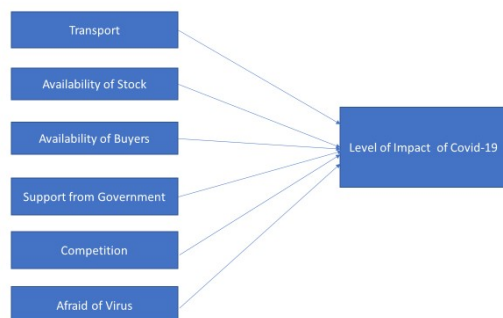 Transport
Availability of Stock
Availability of Buyers
Level of Impact of Covid-19
Support from Government
Competition
Afraid of Virus